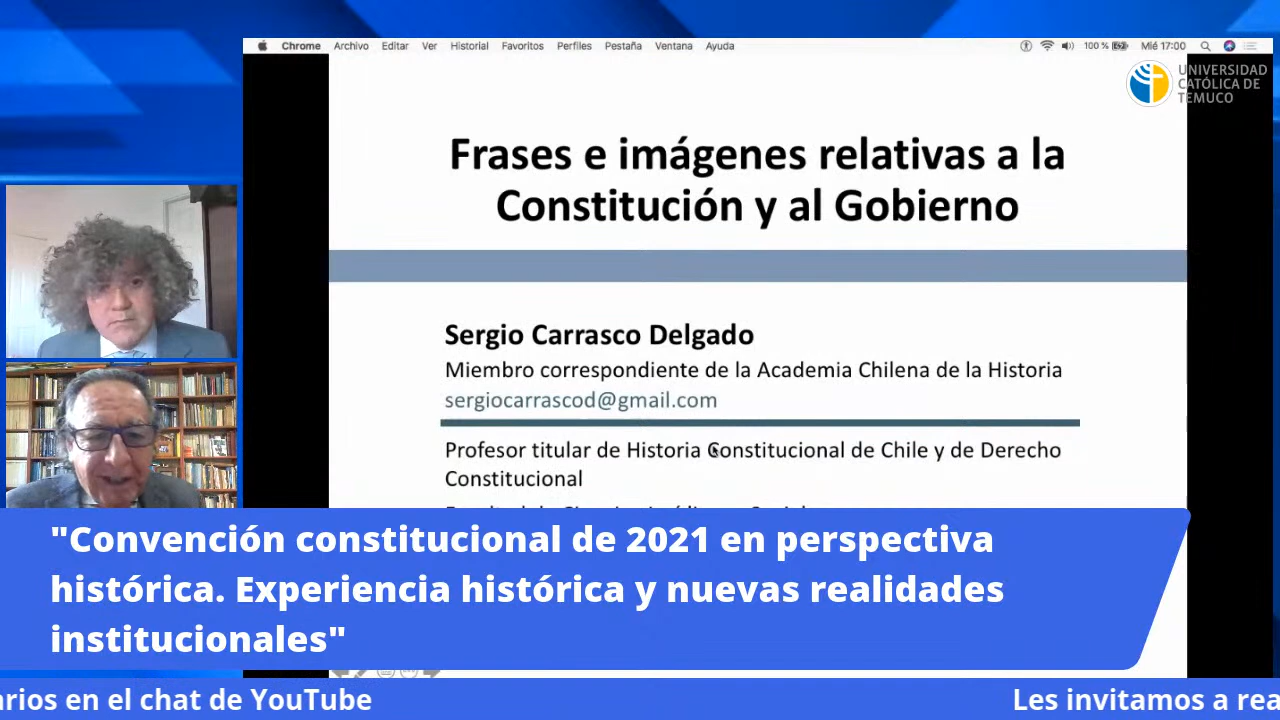 Chrome Archivo Editar Ver Historial Favoritos Perfiles Pestaña Ventana Ayuda 100 % Mié 17:00
UNIVERSIDAD
CATÓLICA DE
TEMUCO
Frases e imágenes relativas a la
Constitución y al Gobierno
Sergio Carrasco Delgado
Miembro correspondiente de la Academia Chilena de la Historia
sergiocarrascod@gmail.com
Profesor titular de Historia Constitucional de Chile y de Derecho
Constitucional
"Convención constitucional de 2021 en perspectiva
histórica. Experiencia histórica y nuevas realidades
institucionales"
arios en el chat de YouTube Les invitamos a rea